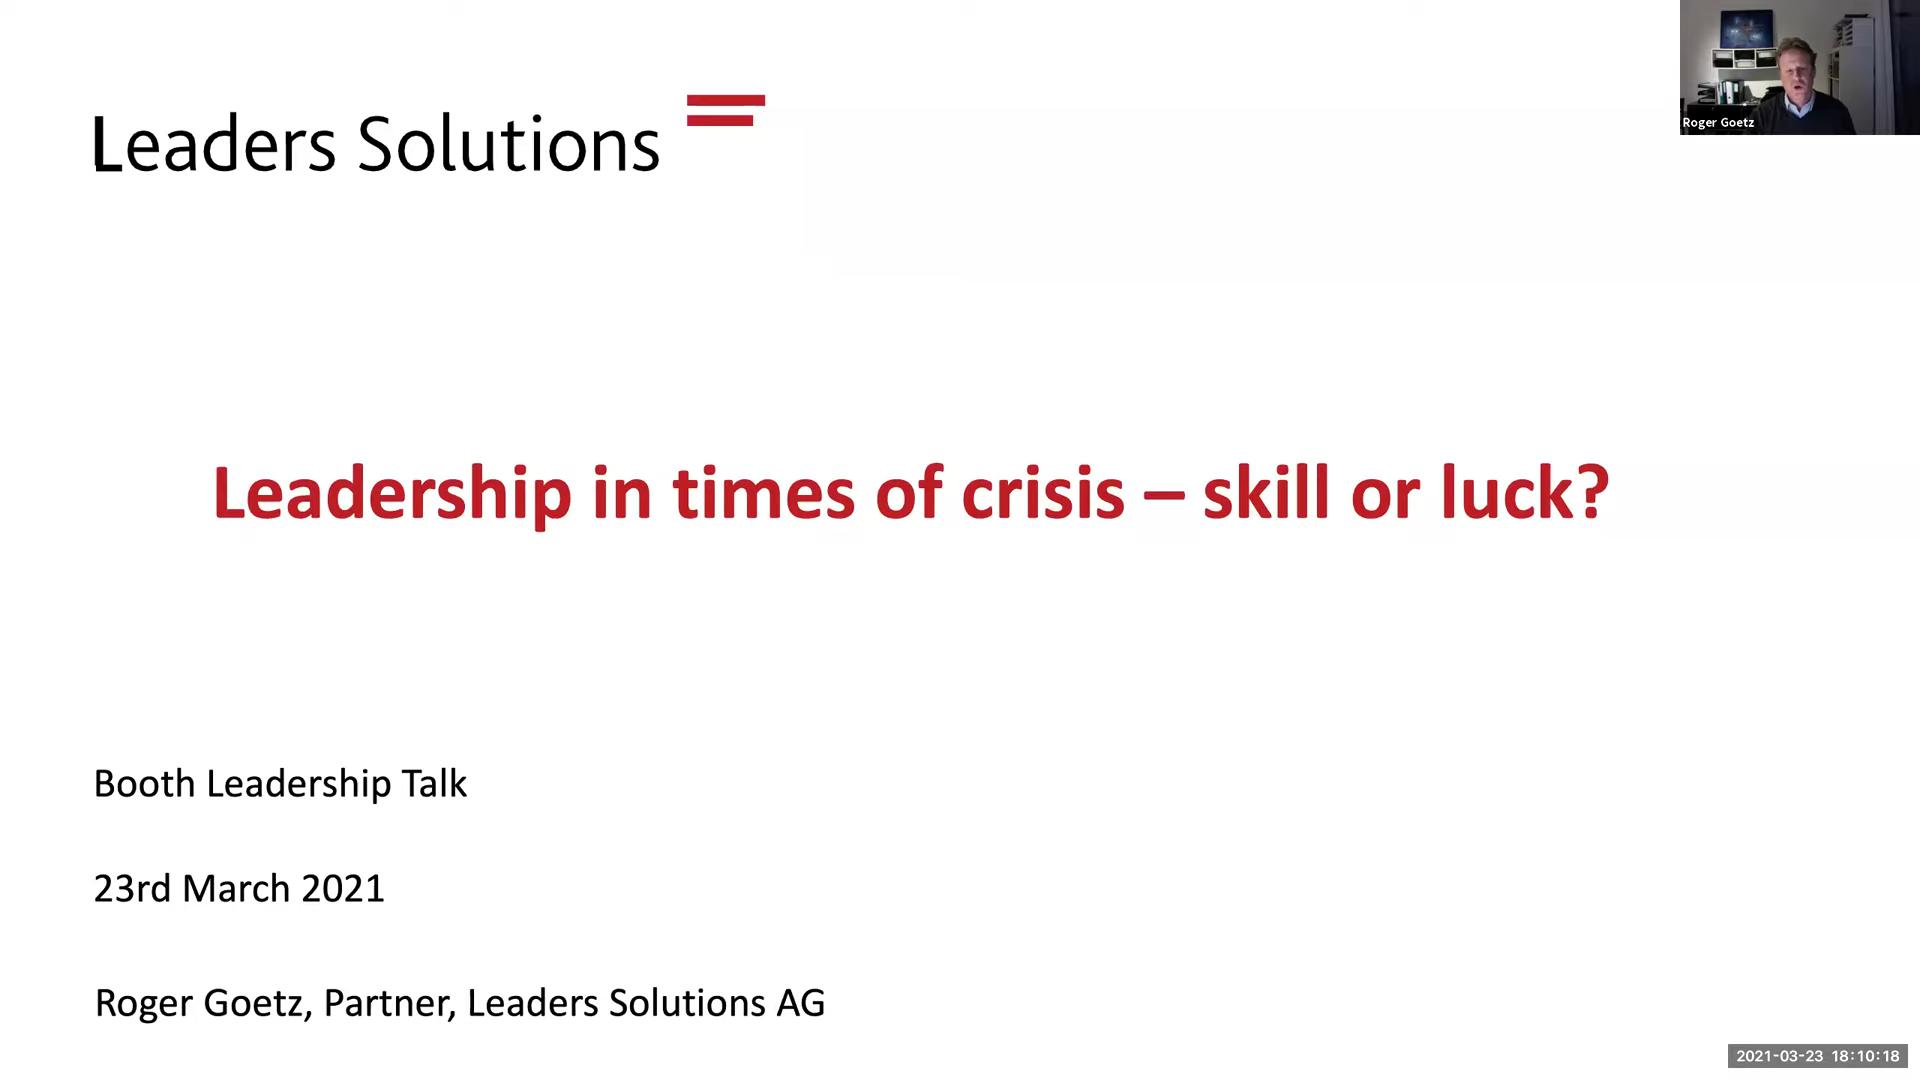 Leaders Solutions
Roger Goetz
Leadership in times of crisis – skill or luck?
Booth Leadership Talk
23rd March 2021
Roger Goetz, Partner, Leaders Solutions AG
2021-03-23 18:10:18